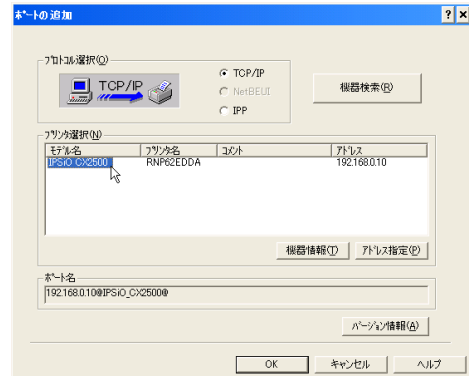 ポートの追加
プロトコル選択(O)
TCP/IP
TCP/IP
NetBEUI
IPP
機器検索(R)
プリンタ選択(N)
モデル名 プリンタ名 コメント アドレス
IPSiO CX2500 RNP62EDDA 192.168.0.10
機器情報(T) アドレス指定(P)
ポート名
192.168.0.10@IPSiO_CX2500@
バージョン情報(A)
OK キャンセル ヘルプ